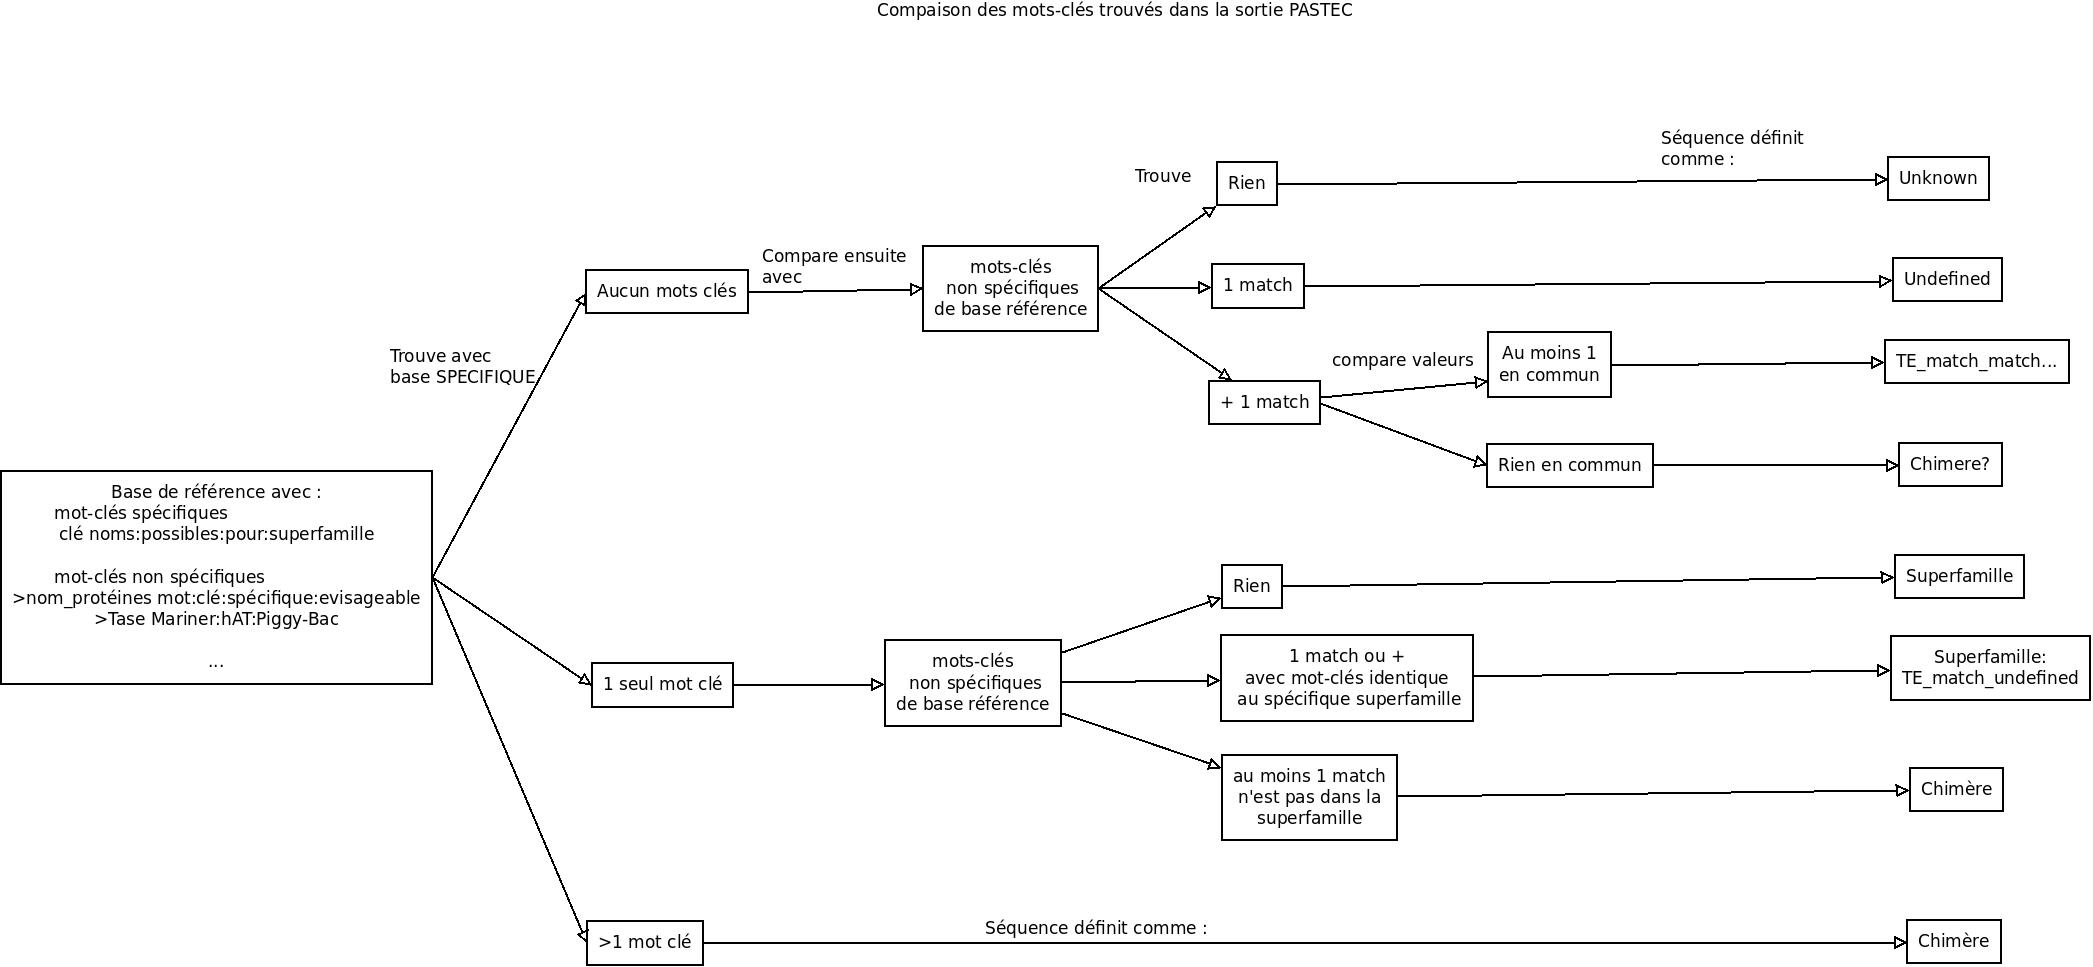 Compaison des mots-clés trouvés dans la sortie PASTEC
Séquence définit
comme :
Trouve
Rien
Unknown
Compare ensuite
avec
Aucun mots clés
mots-clés
non spécifiques
de base référence
1 match
Undefined
Trouve avec
base SPECIFIQUE
compare valeurs
Au moins 1
en commun
TE_match_match...
+ 1 match
Rien en commun
Chimere?
Base de référence avec :
mot-clés spécifiques
clé noms:possibles:pour:superfamille
mot-clés non spécifiques
>nom_protéines mot:clé:spécifique:evisageable
>Tase Mariner:hAT:Piggy-Bac
...
Rien
Superfamille
1 seul mot clé
mots-clés
non spécifiques
de base référence
1 match ou +
avec mot-clés identique
au spécifique superfamille
Superfamille:
TE_match_undefined
au moins 1 match
n'est pas dans la
superfamille
Chimère
>1 mot clé
Séquence définit comme :
Chimère